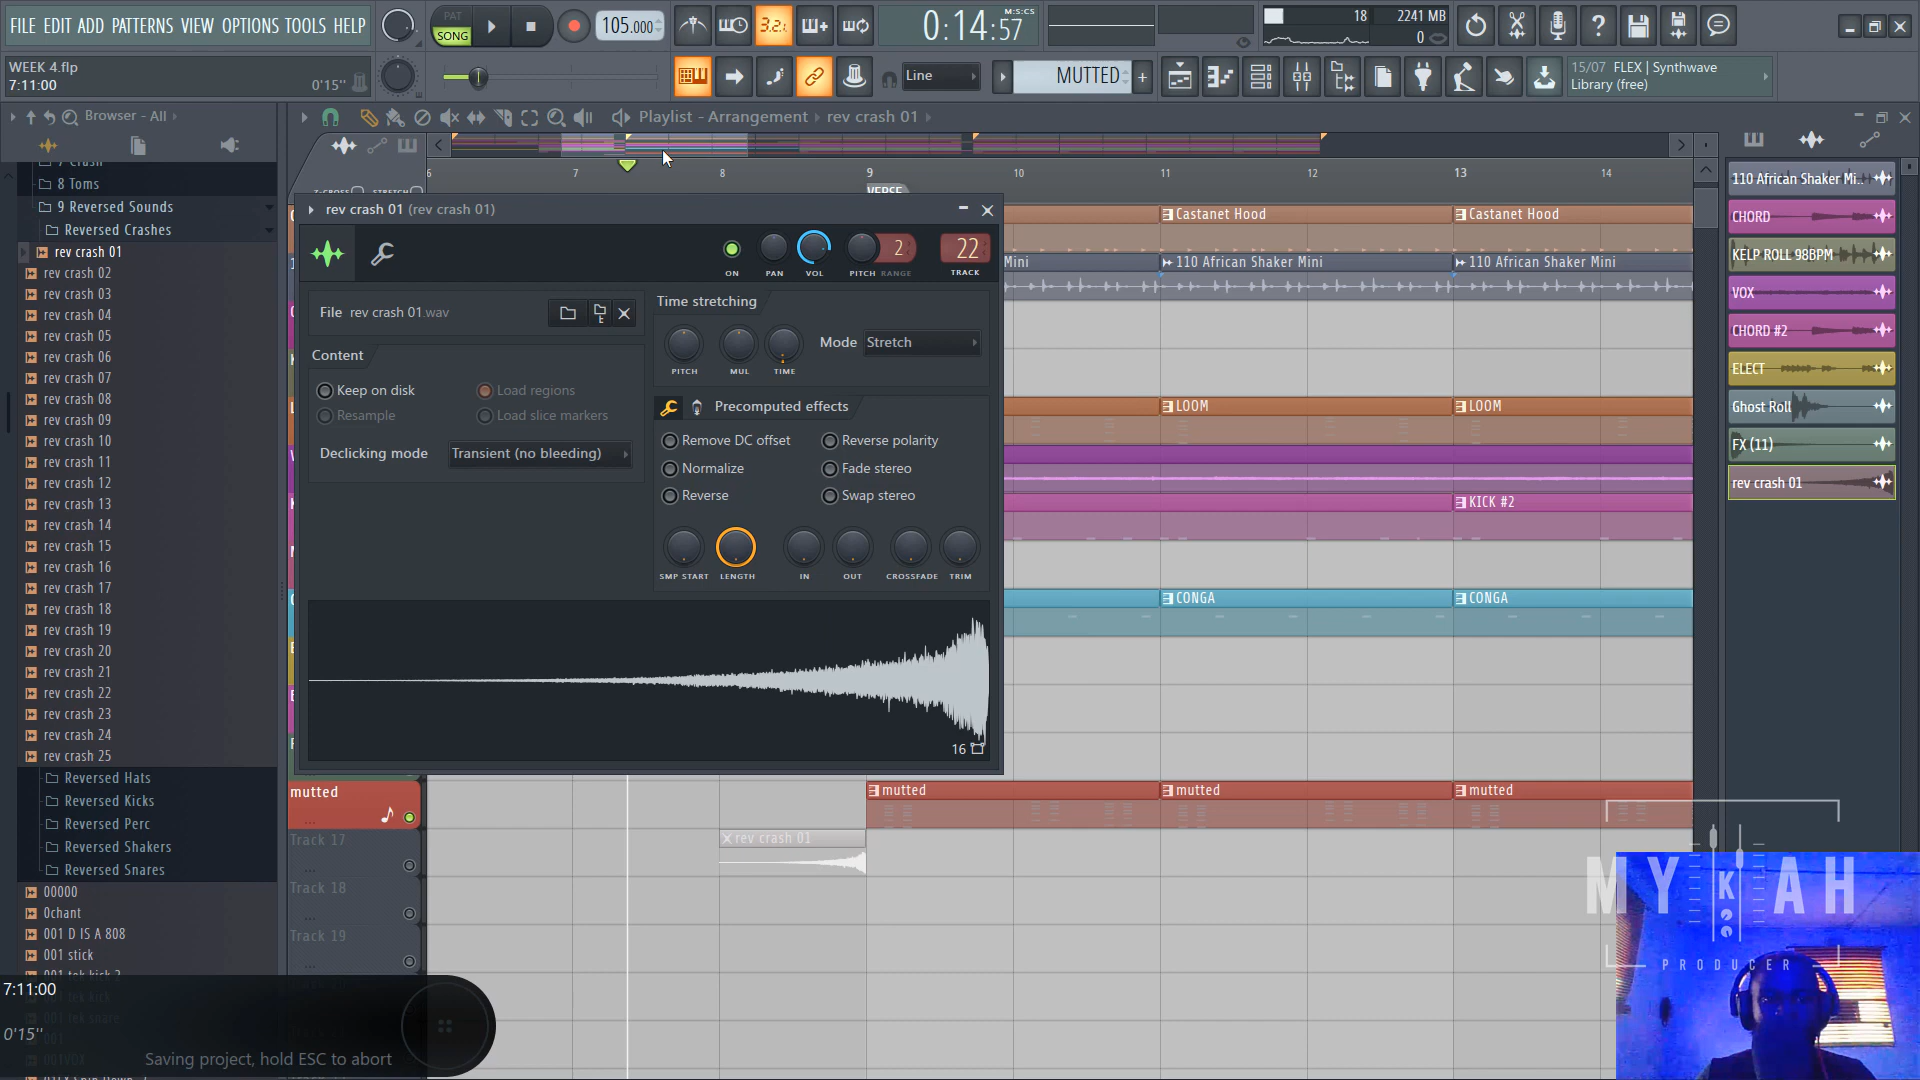 FILE EDIT ADD PATTERNS VIEW OPTIONS TOOLS HELP
PAT
SONG
105.000
3.2.
0:14:57
M:S:CS
18
2241 MB
0
WEEK 4.flp
7:11:00
0'15''
Line
MUTTED
15/07 FLEX | Synthwave
Library (free)
Browser - All
Playlist - Arrangement
rev crash 01
6
7
8
9
10
11
12
13
14
VERSE
8 Toms
9 Reversed Sounds
Reversed Crashes
rev crash 01
rev crash 02
rev crash 03
rev crash 04
rev crash 05
rev crash 06
rev crash 07
rev crash 08
rev crash 09
rev crash 10
rev crash 11
rev crash 12
rev crash 13
rev crash 14
rev crash 15
rev crash 16
rev crash 17
rev crash 18
rev crash 19
rev crash 20
rev crash 21
rev crash 22
rev crash 23
rev crash 24
rev crash 25
Reversed Hats
Reversed Kicks
Reversed Perc
Reversed Shakers
Reversed Snares
00000
0chant
001 D IS A 808
001 stick
7:11:00
0'15''
Saving project, hold ESC to abort
rev crash 01 (rev crash 01)
ON
PAN
VOL
PITCH
RANGE
2
22
TRACK
File rev crash 01.wav
Content
Keep on disk
Load regions
Resample
Load slice markers
Declicking mode
Transient (no bleeding)
Time stretching
PITCH
MUL
TIME
Mode
Stretch
Precomputed effects
Remove DC offset
Reverse polarity
Normalize
Fade stereo
Reverse
Swap stereo
SMP START
LENGTH
IN
OUT
CROSSFADE
TRIM
16
Castanet Hood
Castanet Hood
Mini
110 African Shaker Mini
110 African Shaker Mini
LOOM
LOOM
KICK #2
CONGA
CONGA
mutted
mutted
mutted
mutted
Track 17
rev crash 01
Track 18
Track 19
110 African Shaker Mi..
CHORD
KELP ROLL 98BPM
VOX
CHORD #2
ELECT
Ghost Roll
FX (11)
rev crash 01
MYKAH
PRODUCER